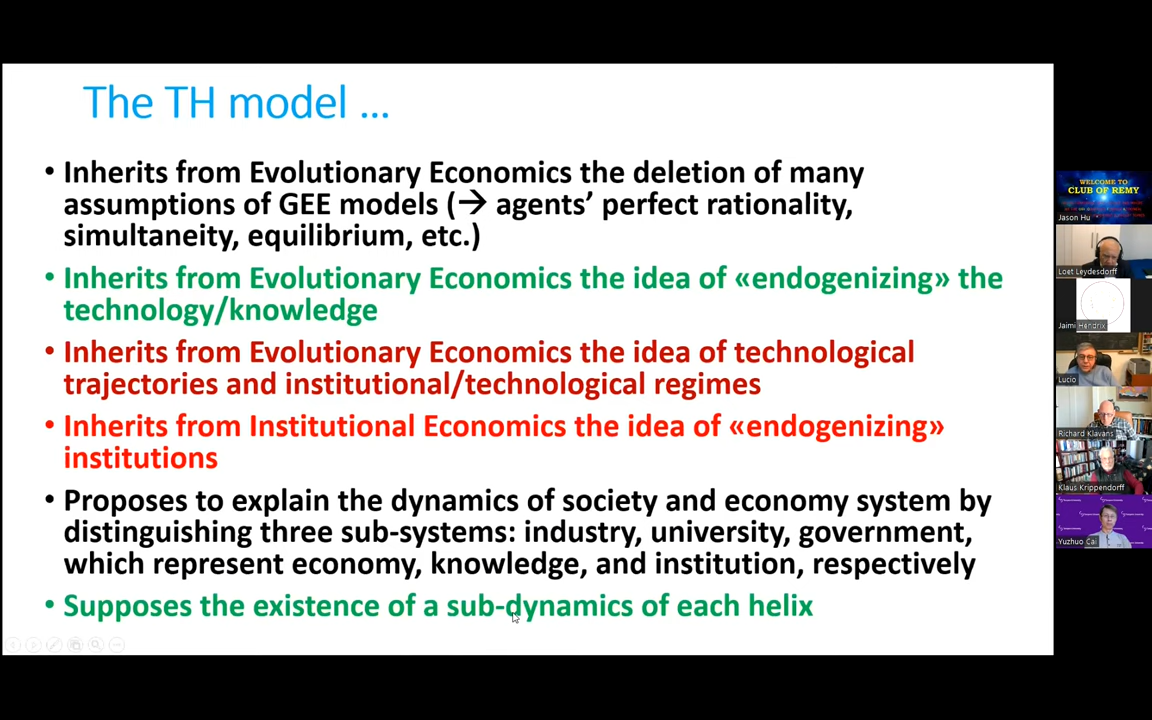 The TH model ...
• Inherits from Evolutionary Economics the deletion of many
assumptions of GEE models (→ agents’ perfect rationality,
simultaneity, equilibrium, etc.)
• Inherits from Evolutionary Economics the idea of «endogenizing» the
technology/knowledge
• Inherits from Evolutionary Economics the idea of technological
trajectories and institutional/technological regimes
• Inherits from Institutional Economics the idea of «endogenizing»
institutions
• Proposes to explain the dynamics of society and economy system by
distinguishing three sub-systems: industry, university, government,
which represent economy, knowledge, and institution, respectively
• Supposes the existence of a sub-dynamics of each helix
WELCOME TO
CLUB OF REMY
Jason Hu
Loet Leydesdorff
Jaimi Hendrix
Lucio
Richard Klavans
Klaus Krippendorff
Yuzhuo Cai